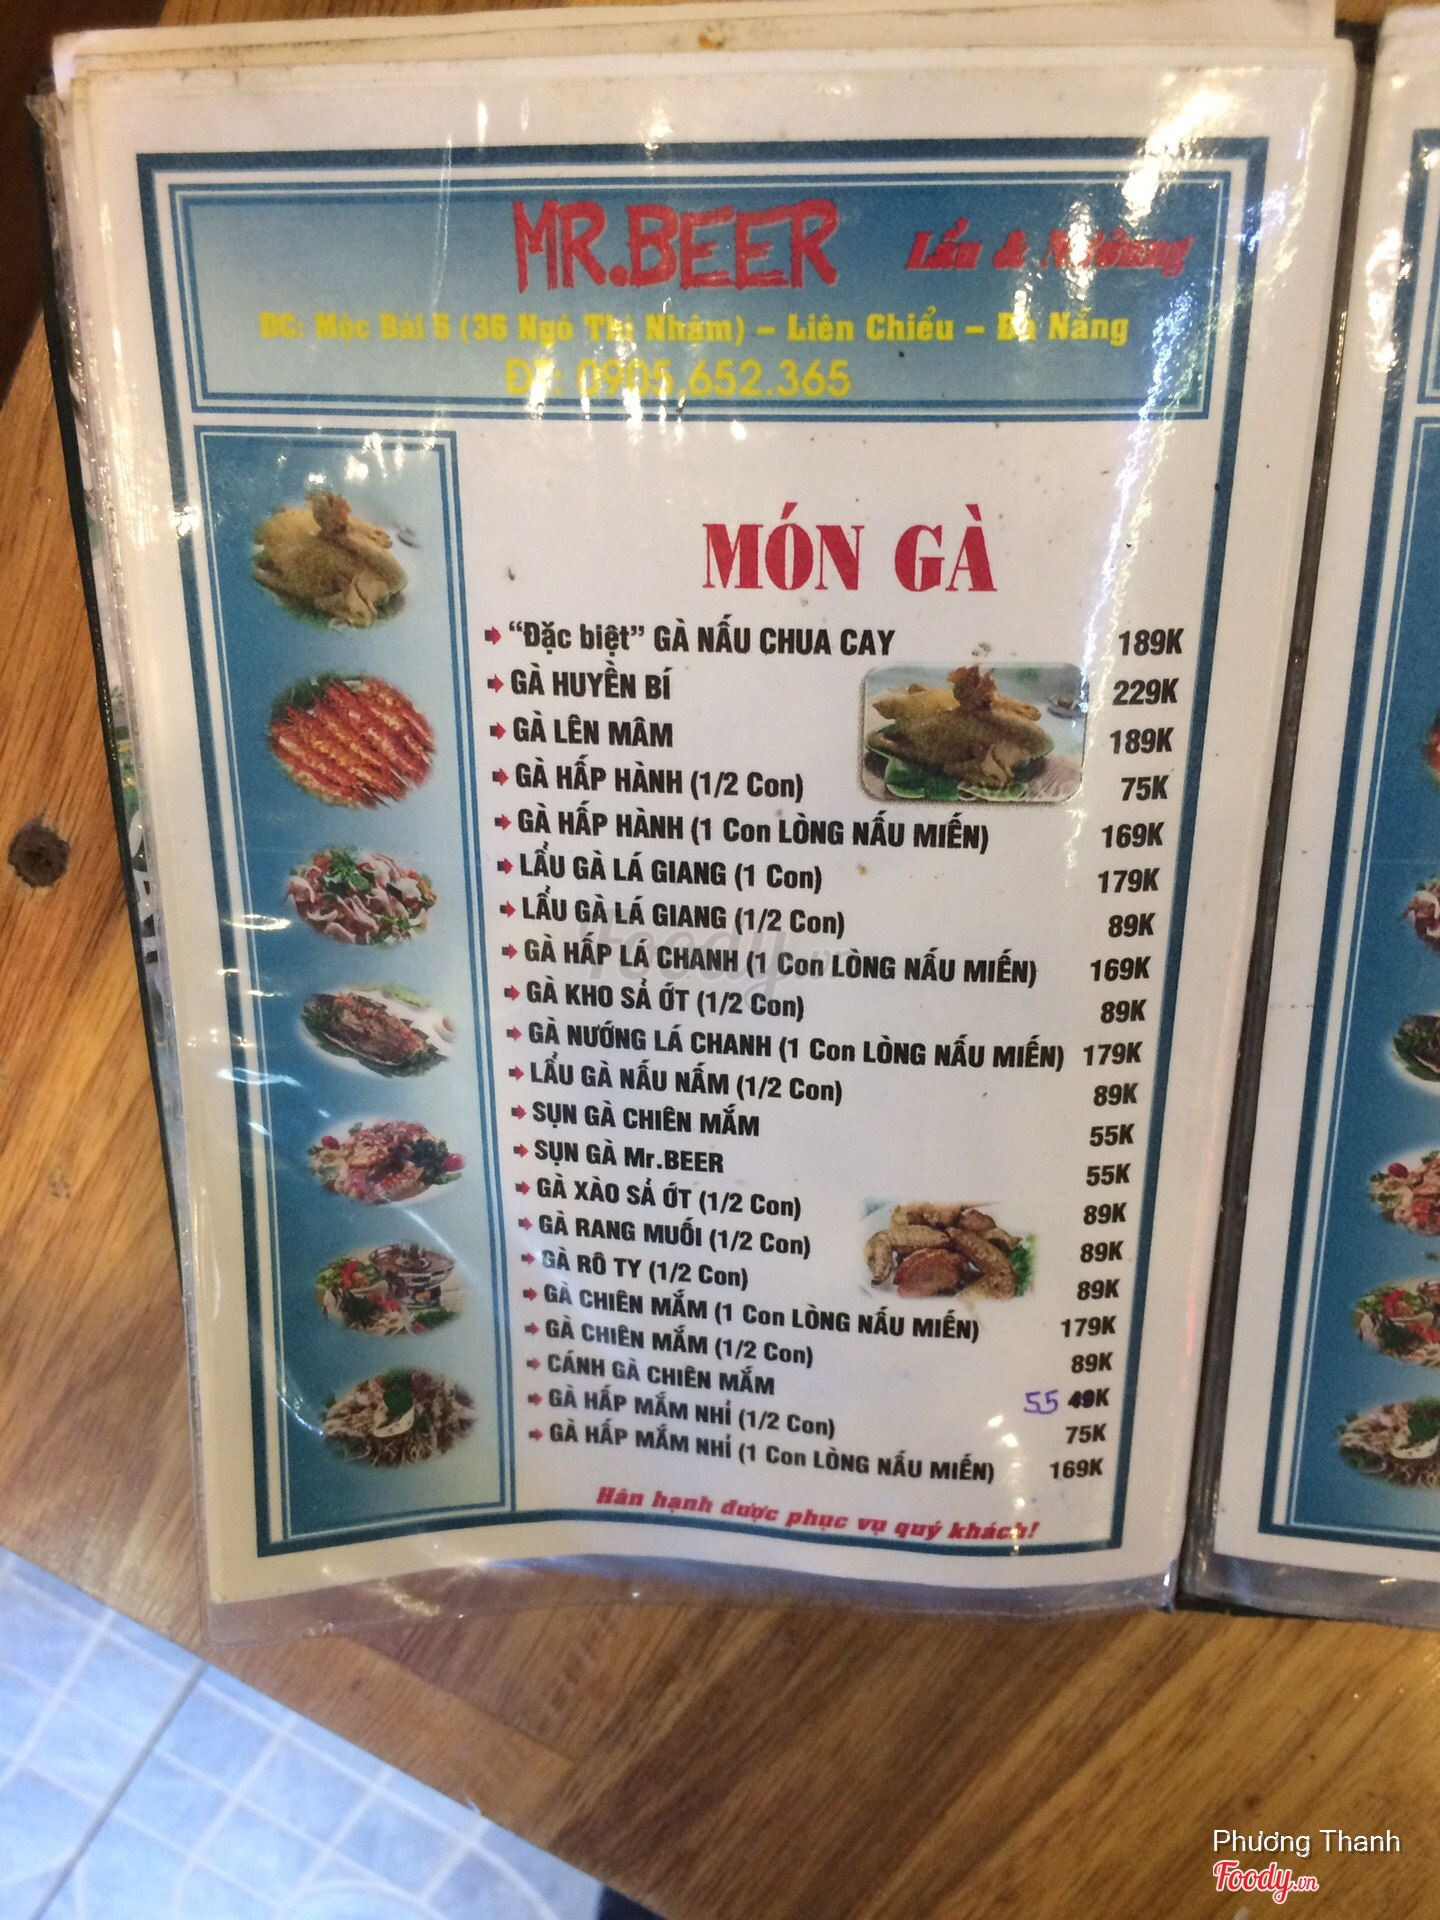 MR.BEER Lẩu & Nướng
ĐC: Mộc Bài 5 (36 Ngô Thì Nhậm) – Liên Chiểu – Đà Nẵng
ĐT: 0905,652.365
MÓN GÀ
"Đặc biệt" GÀ NẤU CHUA CAY 189K
GÀ HUYỀN BÍ 229K
GÀ LÊN MÂM 189K
GÀ HẤP HÀNH (1/2 Con) 75K
GÀ HẤP HÀNH (1 Con LÒNG NẤU MIẾN) 169K
LẨU GÀ LÁ GIANG (1 Con) 179K
LẨU GÀ LÁ GIANG (1/2 Con) 89K
GÀ HẤP LÁ CHANH (1 Con LÒNG NẤU MIẾN) 169K
GÀ KHO SẢ ỚT (1/2 Con) 89K
GÀ NƯỚNG LÁ CHANH (1 Con LÒNG NẤU MIẾN) 179K
LẨU GÀ NẤU NẤM (1/2 Con) 89K
SỤN GÀ CHIÊN MẮM 55K
SỤN GÀ Mr.BEER 55K
GÀ XÀO SẢ ỚT (1/2 Con) 89K
GÀ RANG MUỐI (1/2 Con) 89K
GÀ RÔ TY (1/2 Con) 89K
GÀ CHIÊN MẮM (1 Con LÒNG NẤU MIẾN) 179K
GÀ CHIÊN MẮM (1/2 Con) 89K
CÁNH GÀ CHIÊN MẮM 55 49K
GÀ HẤP MẮM NHỈ (1/2 Con) 75K
GÀ HẤP MẮM NHỈ (1 Con LÒNG NẤU MIẾN) 169K
Hân hạnh được phục vụ quý khách!
Foody.vn
Phương Thanh
Foody.vn